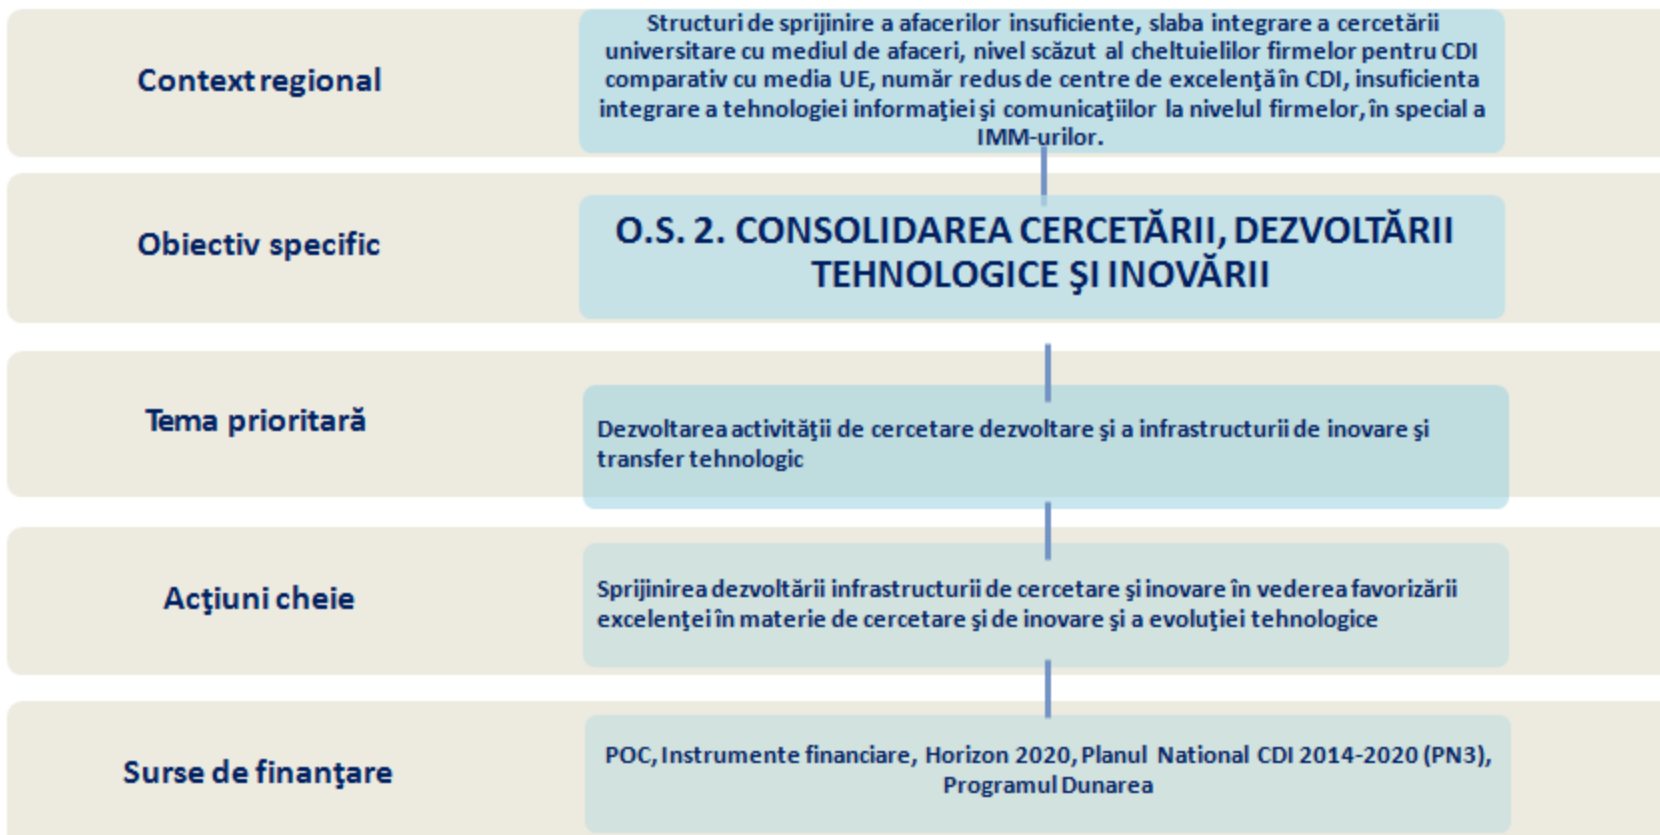 Context regional
Structuri de sprijinire a afacerilor insuficiente, slaba integrare a cercetării
universitare cu mediul de afaceri, nivel scăzut al cheltuielilor firmelor pentru CDI
comparativ cu media UE, număr redus de centre de excelenţă în CDI, insuficienta
integrare a tehnologiei informaţiei şi comunicaţiilor la nivelul firmelor, în special a
IMM-urilor.
Obiectiv specific
O.S. 2. CONSOLIDAREA CERCETĂRII, DEZVOLTĂRII
TEHNOLOGICE ŞI INOVĂRII
Tema prioritară
Dezvoltarea activităţii de cercetare dezvoltare şi a infrastructurii de inovare şi
transfer tehnologic
Acţiuni cheie
Sprijinirea dezvoltării infrastructurii de cercetare şi inovare în vederea favorizării
excelenţei în materie de cercetare şi de inovare şi a evoluţiei tehnologice
Surse de finanţare
POC, Instrumente financiare, Horizon 2020, Planul National CDI 2014-2020 (PN3),
Programul Dunarea